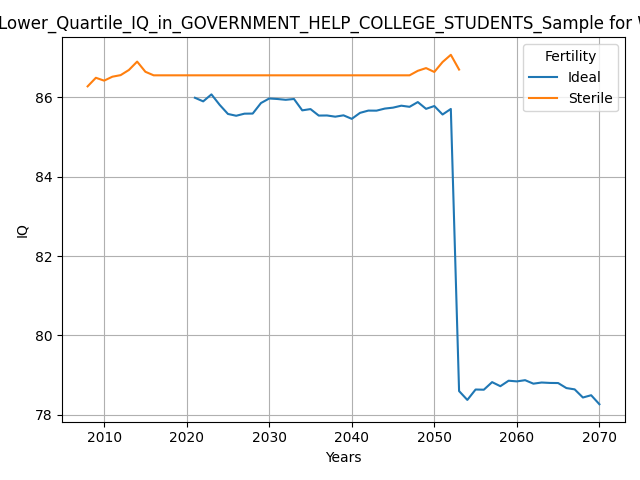 Lower_Quartile_IQ_in_GOVERNMENT_HELP_COLLEGE_STUDENTS_Sample for
Fertility
Ideal
Sterile
86
84
82
80
78
IQ
2010 2020 2030 2040 2050 2060 2070
Years